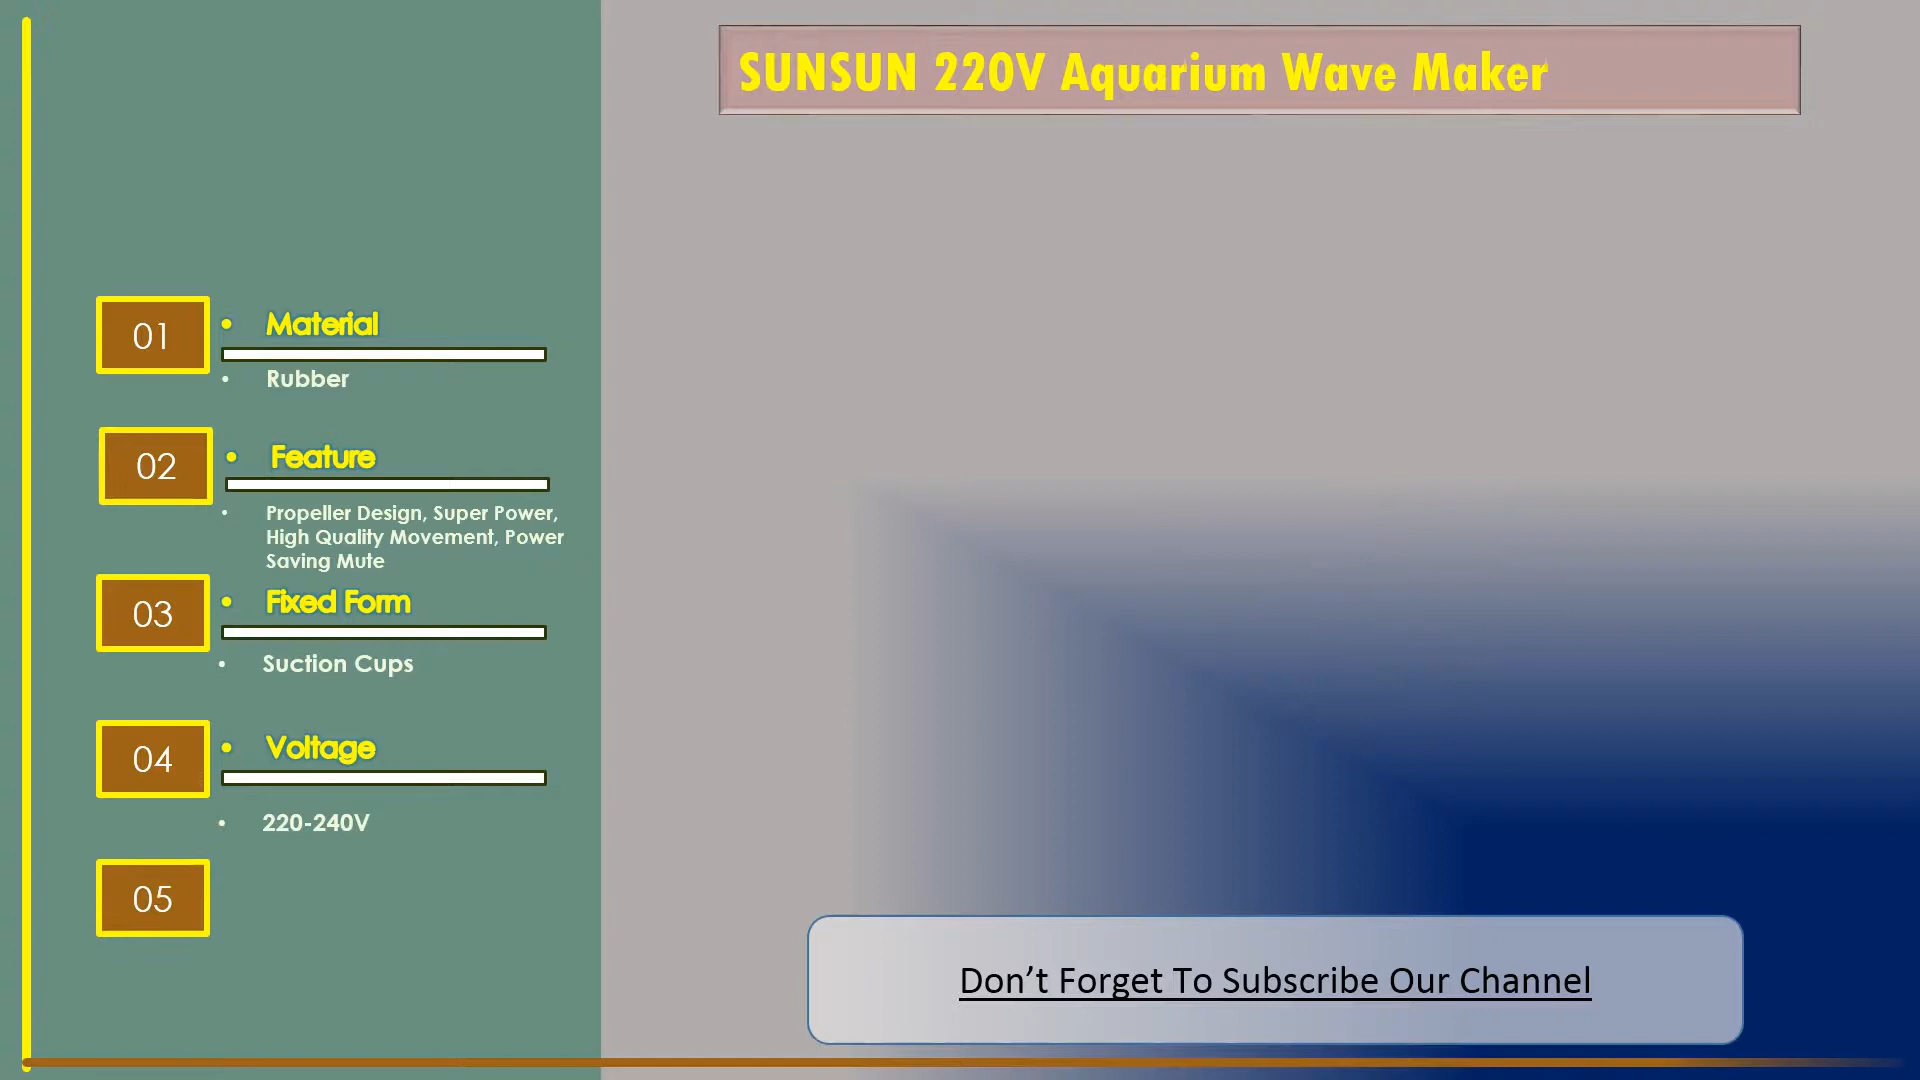 SUNSUN 220V Aquarium Wave Maker
01
• Material
• Rubber
02
• Feature
• Propeller Design, Super Power,
High Quality Movement, Power
Saving Mute
03
• Fixed Form
• Suction Cups
04
• Voltage
• 220-240V
05
Don’t Forget To Subscribe Our Channel